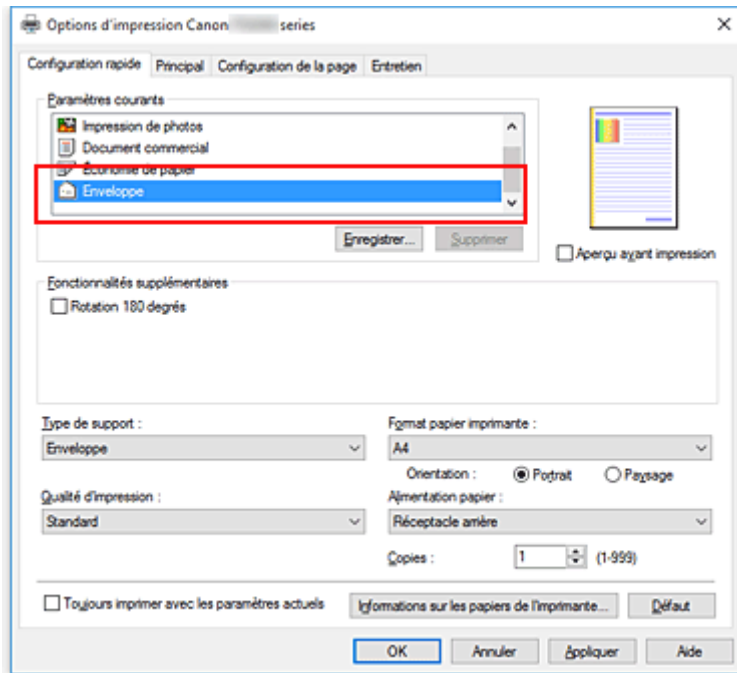 Options d'impression Canon series
Configuration rapide Principal Configuration de la page Entretien
Paramètres courants
Impression de photos
Document commercial
Économie de papier
Enveloppe
Enregistrer... Supprimer
Aperçu avant impression
Fonctionnalités supplémentaires
Rotation 180 degrés
Type de support : Format papier imprimante :
Enveloppe A4
Orientation : Portrait Paysage
Qualité d'impression : Alimentation papier :
Standard Réceptacle arrière
Copies : 1 (1-999)
Toujours imprimer avec les paramètres actuels Informations sur les papiers de l'imprimante... Défaut
OK Annuler Appliquer Aide